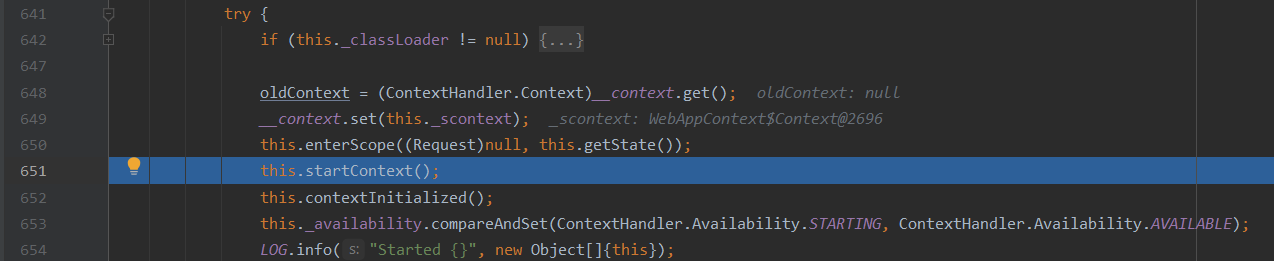 641 try {
642 if (this._classLoader != null) {...}
647
648 oldContext = (ContextHandler.Context)__context.get(); oldContext: null
649 __context.set(this._scontext); _scontext: WebAppContext$Context@2696
650 this.enterScope((Request)null, this.getState());
651 this.startContext();
652 this.contextInitialized();
653 this._availability.compareAndSet(ContextHandler.Availability.STARTING, ContextHandler.Availability.AVAILABLE);
654 LOG.info( s: "Started {}", new Object[]{this});